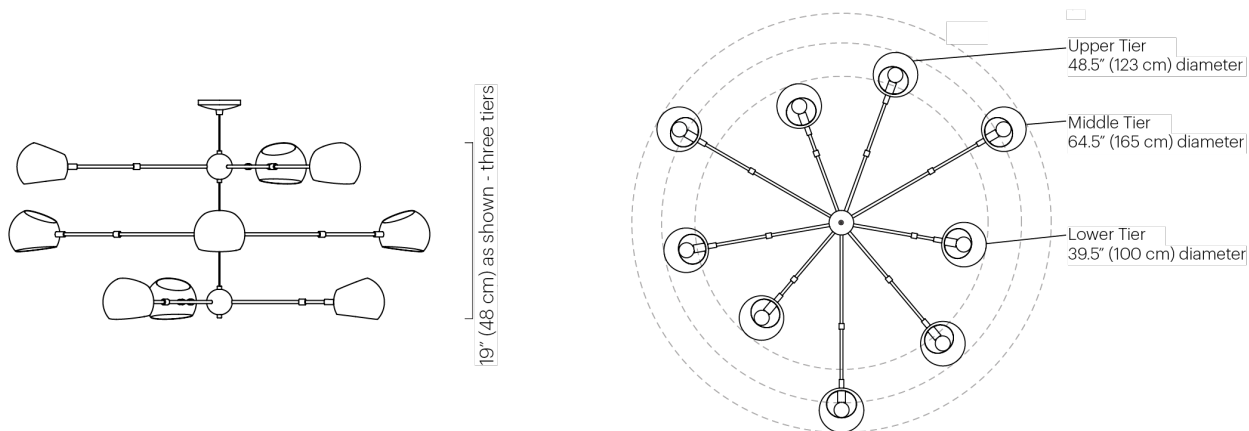 19” (48 cm) as shown - three tiers
Upper Tier
48.5” (123 cm) diameter
Middle Tier
64.5” (165 cm) diameter
Lower Tier
39.5” (100 cm) diameter